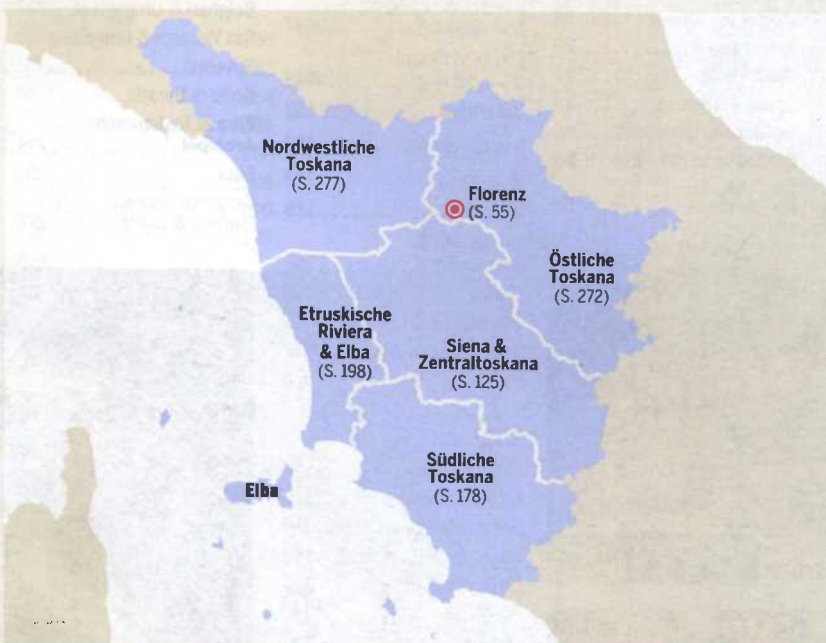 Nordwestliche
Toskana
(S. 277)
Florenz
(S. 55)
Östliche
Toskana
(S. 272)
Etruskische
Riviera
& Elba
(S. 198)
Siena &
Zentraltoskana
(S. 125)
Südliche
Toskana
(S. 178)
Elba